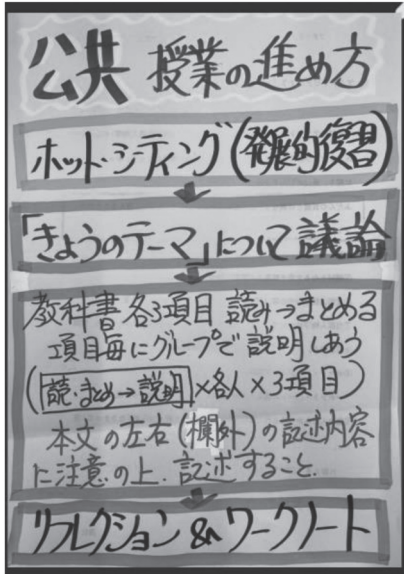 公共 授業の進め方
ホット・シーティング(発展的復習)
「きょうのテーマ」について議論
教科書各3項目 読み→まとめる
項目毎にグループで説明しあう
(読・まとめ→説明×各人×3項目)
本文の左右(欄外)の記述内容
に注意の上、記述すること.
リフレクション&ワークノート